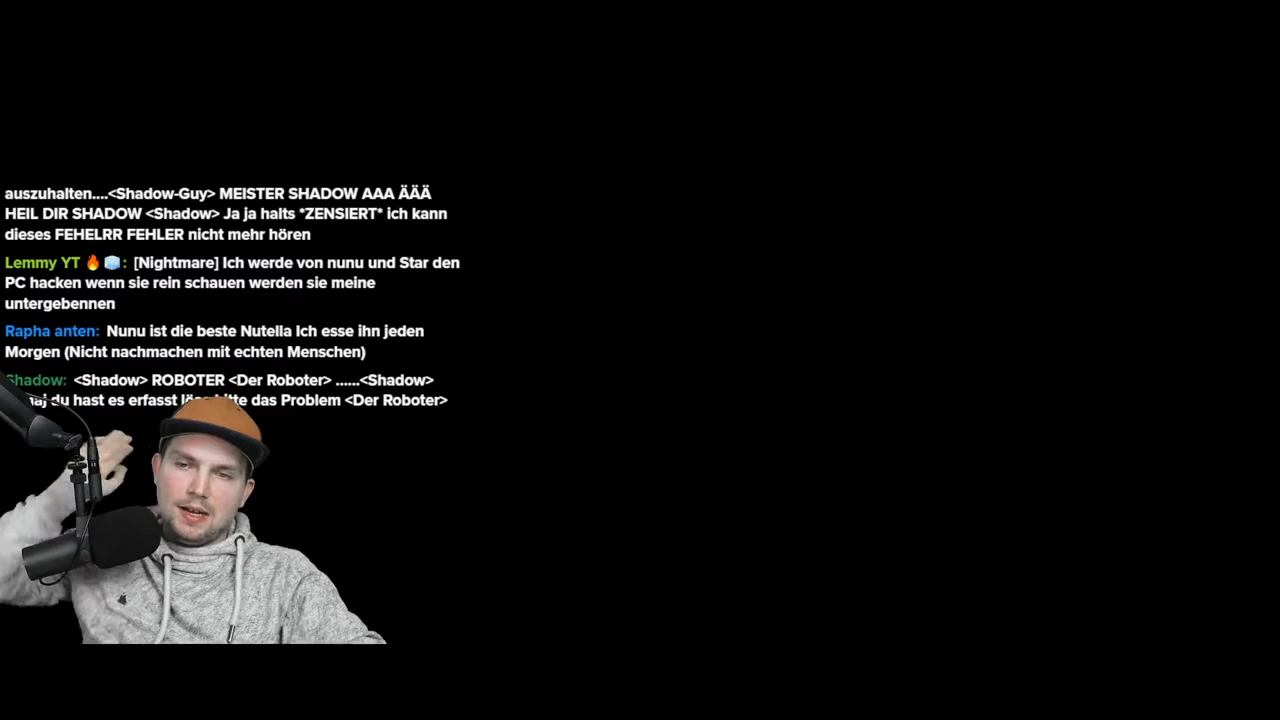 auszuhalten....<Shadow-Guy> MEISTER SHADOW AAA ÄÄÄ
HEIL DIR SHADOW <Shadow> Ja ja halts *ZENSIERT* ich kann
dieses FEHELRR FEHLER nicht mehr hören
Lemmy YT 🔥🧊: [Nightmare] Ich werde von nunu und Star den
PC hacken wenn sie rein schauen werden sie meine
untergebennen
Rapha anten: Nunu ist die beste Nutella Ich esse ihn jeden
Morgen (Nicht nachmachen mit echten Menschen)
Shadow: <Shadow> ROBOTER <Der Roboter> ......<Shadow>
du hast es erfasst das Problem <Der Roboter>